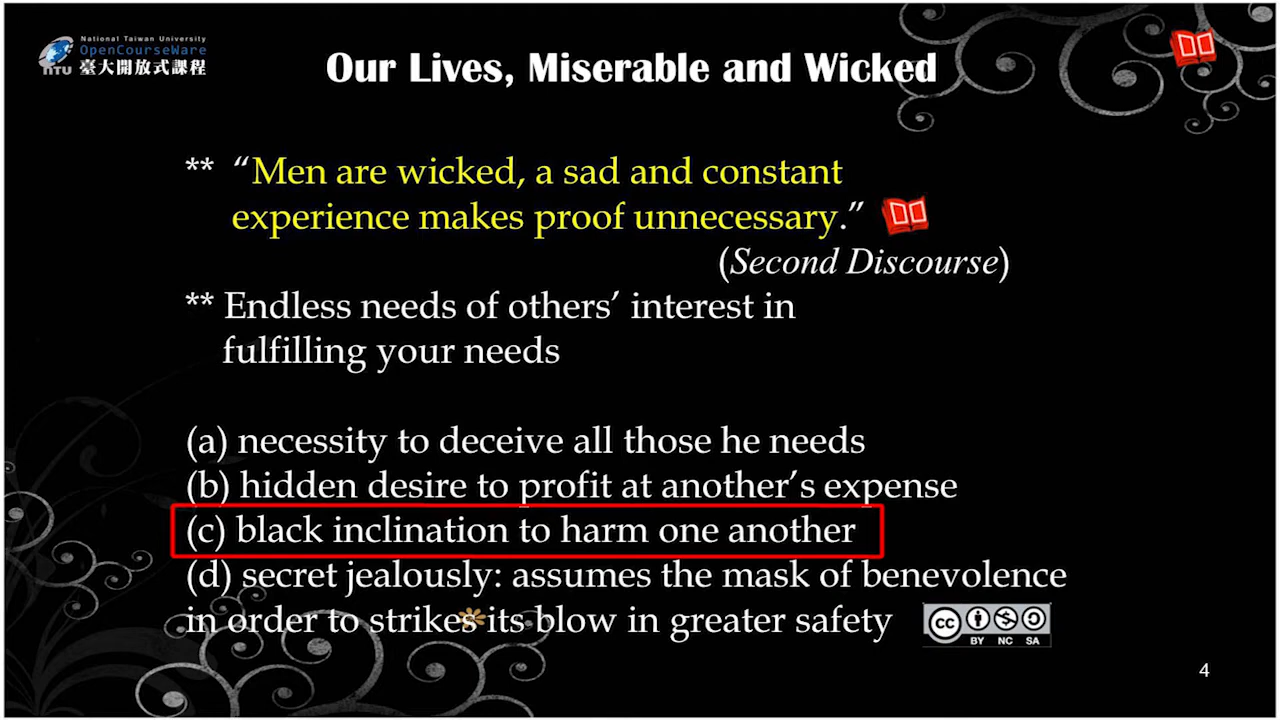 National Taiwan University
OpenCourseWare
NTU 臺大開放式課程
Our Lives, Miserable and Wicked
** “Men are wicked, a sad and constant
experience makes proof unnecessary.”
(Second Discourse)
** Endless needs of others’ interest in
fulfilling your needs
(a) necessity to deceive all those he needs
(b) hidden desire to profit at another’s expense
(c) black inclination to harm one another
(d) secret jealously: assumes the mask of benevolence
in order to strikes its blow in greater safety
cc BY NC SA
4